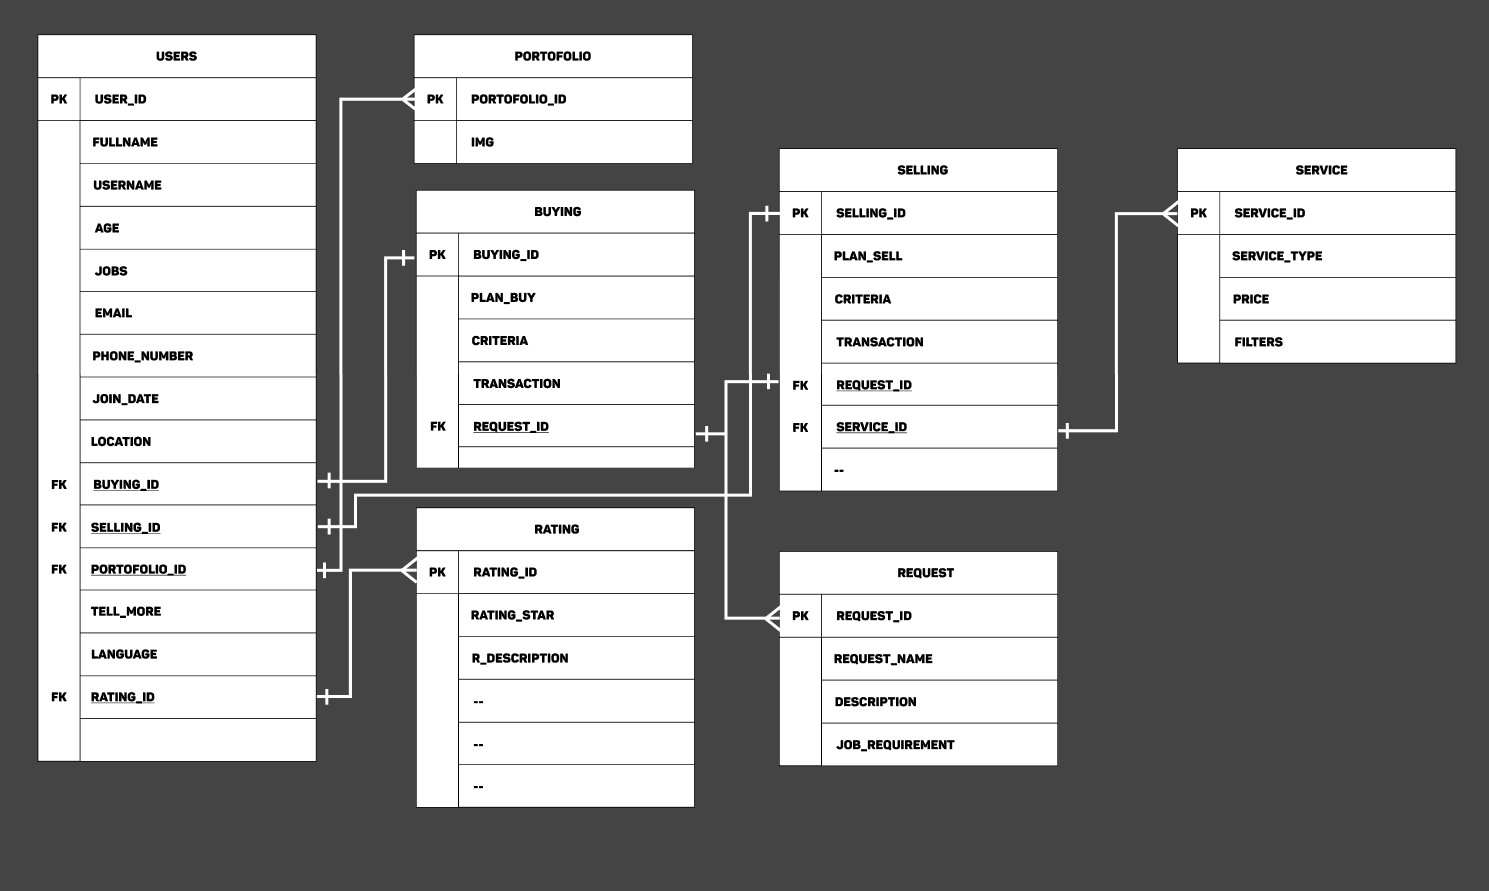 USERS
PK USER_ID
FULLNAME
USERNAME
AGE
JOBS
EMAIL
PHONE_NUMBER
JOIN_DATE
LOCATION
FK BUYING_ID
FK SELLING_ID
FK PORTOFOLIO_ID
TELL_MORE
LANGUAGE
FK RATING_ID
PORTOFOLIO
PK PORTOFOLIO_ID
IMG
BUYING
PK BUYING_ID
PLAN_BUY
CRITERIA
TRANSACTION
FK REQUEST_ID
RATING
PK RATING_ID
RATING_STAR
R_DESCRIPTION
--
--
--
SELLING
PK SELLING_ID
PLAN_SELL
CRITERIA
TRANSACTION
FK REQUEST_ID
FK SERVICE_ID
--
REQUEST
PK REQUEST_ID
REQUEST_NAME
DESCRIPTION
JOB_REQUIREMENT
SERVICE
PK SERVICE_ID
SERVICE_TYPE
PRICE
FILTERS